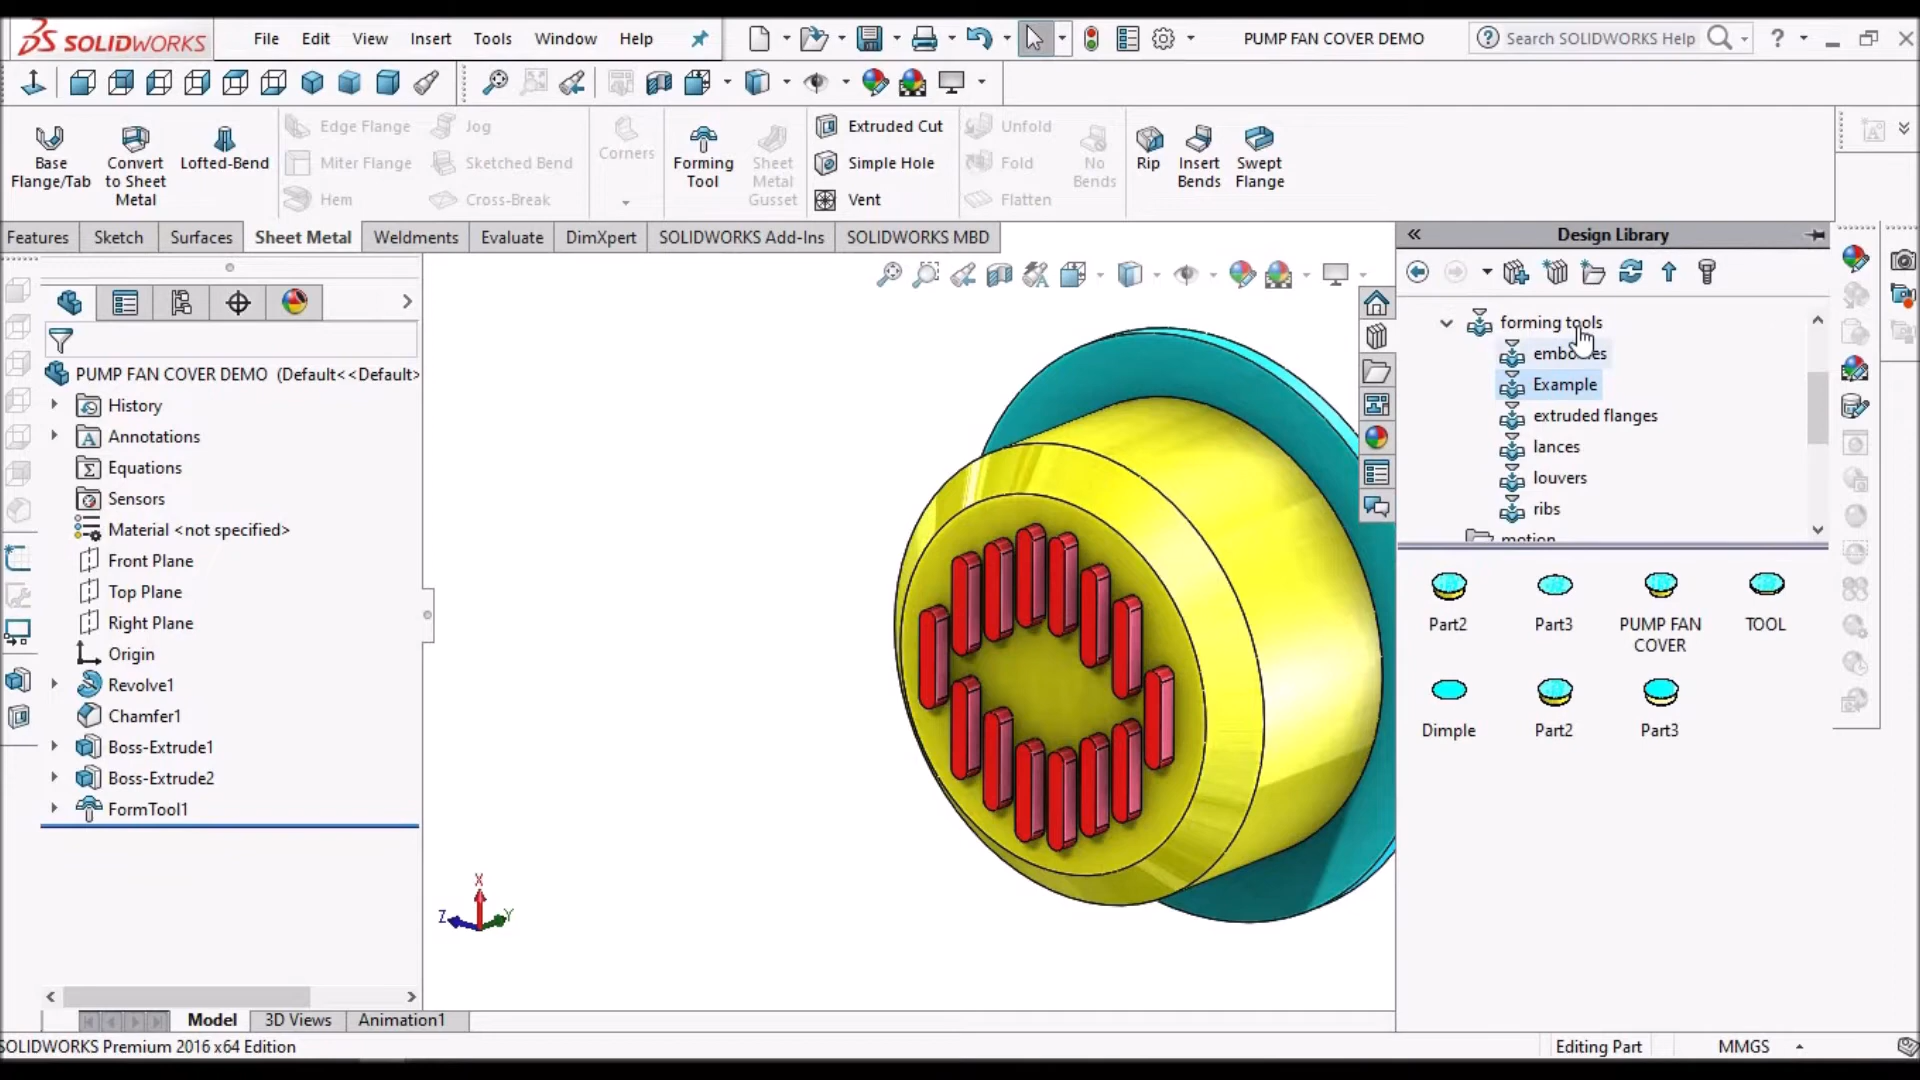 SOLIDWORKS File Edit View Insert Tools Window Help PUMP FAN COVER DEMO Search SOLIDWORKS Help
Base Flange/Tab
Convert to Sheet Metal
Lofted-Bend
Edge Flange
Miter Flange
Hem
Jog
Sketched Bend
Cross-Break
Corners
Forming Tool
Sheet Metal Gusset
Extruded Cut
Simple Hole
Vent
Unfold
Fold
Flatten
No Bends
Rip
Insert Bends
Swept Flange
Features Sketch Surfaces Sheet Metal Weldments Evaluate DimXpert SOLIDWORKS Add-Ins SOLIDWORKS MBD
PUMP FAN COVER DEMO (Default<<Default>
History
Annotations
Equations
Sensors
Material <not specified>
Front Plane
Top Plane
Right Plane
Origin
Revolve1
Chamfer1
Boss-Extrude1
Boss-Extrude2
FormTool1
X
Z
Y
Design Library
forming tools
Example
extruded flanges
lances
louvers
ribs
motion
Part2 Part3 PUMP FAN COVER TOOL
Dimple Part2 Part3
Model 3D Views Animation1
SOLIDWORKS Premium 2016 x64 Edition Editing Part MMGS